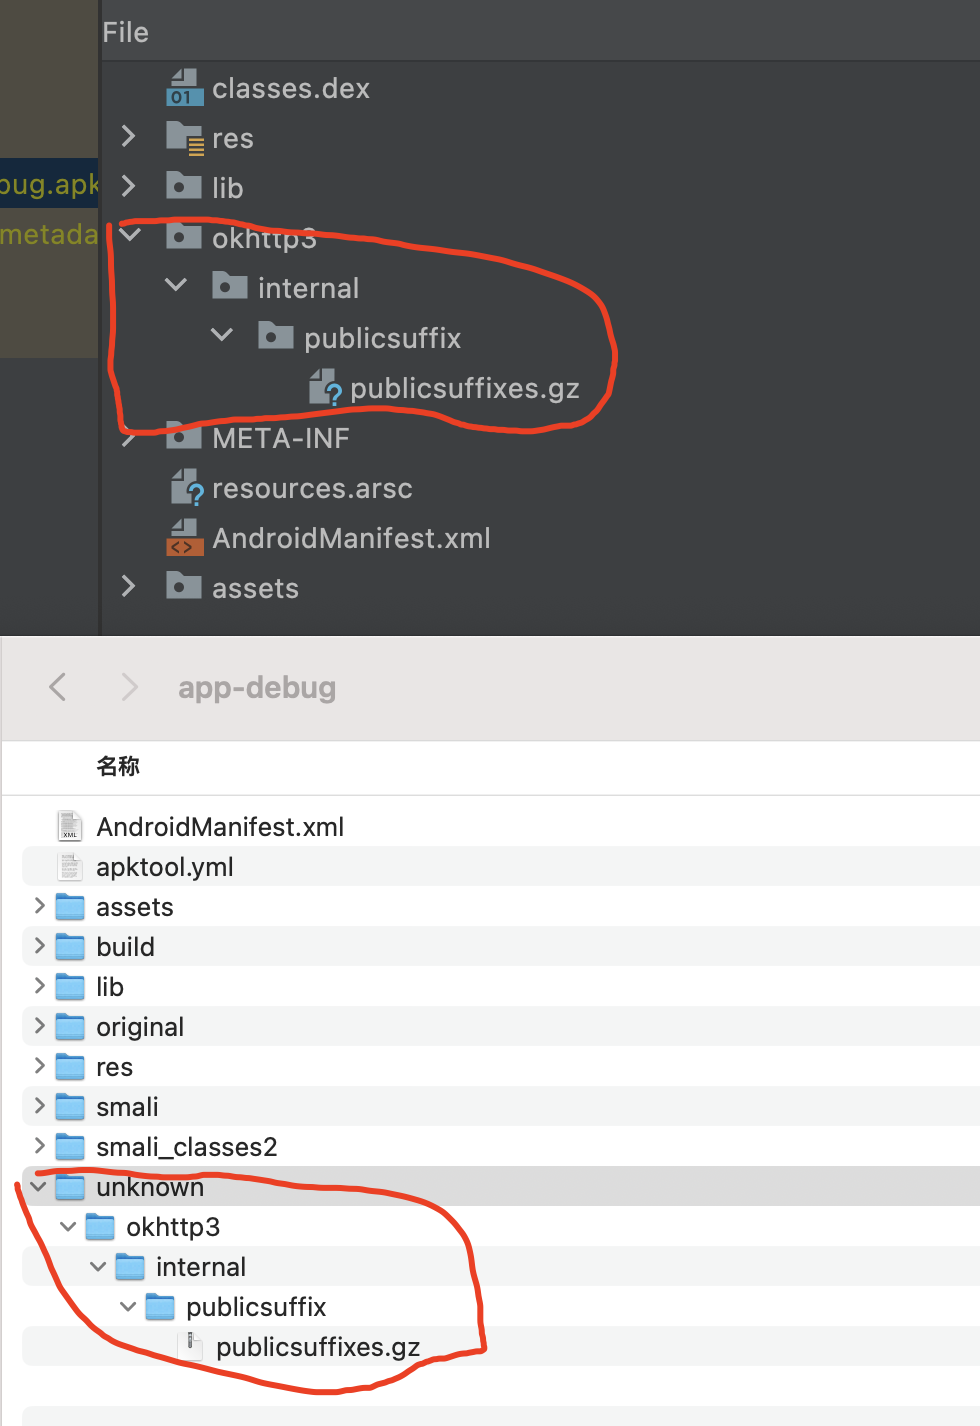 File
classes.dex
res
lib
bug.apk
metada
okhttp3
internal
publicsuffix
publicsuffixes.gz
META-INF
resources.arsc
AndroidManifest.xml
assets
app-debug
名称
AndroidManifest.xml
apktool.yml
assets
build
lib
original
res
smali
smali_classes2
unknown
okhttp3
internal
publicsuffix
publicsuffixes.gz